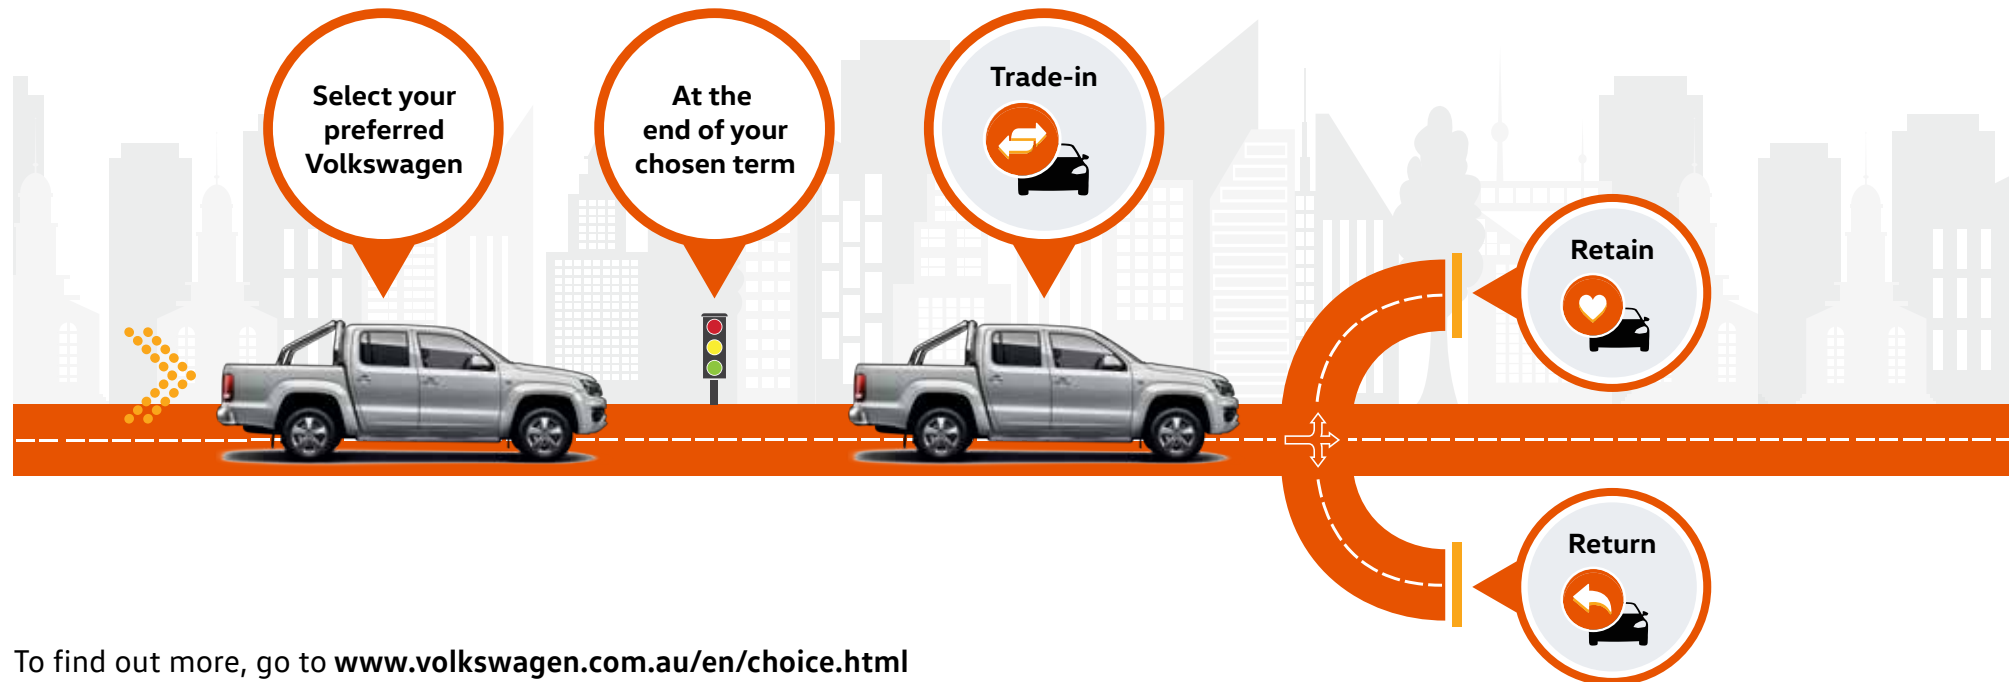 Select your
preferred
Volkswagen
At the
end of your
chosen term
Trade-in
Retain
Return
To find out more, go to www.volkswagen.com.au/en/choice.html